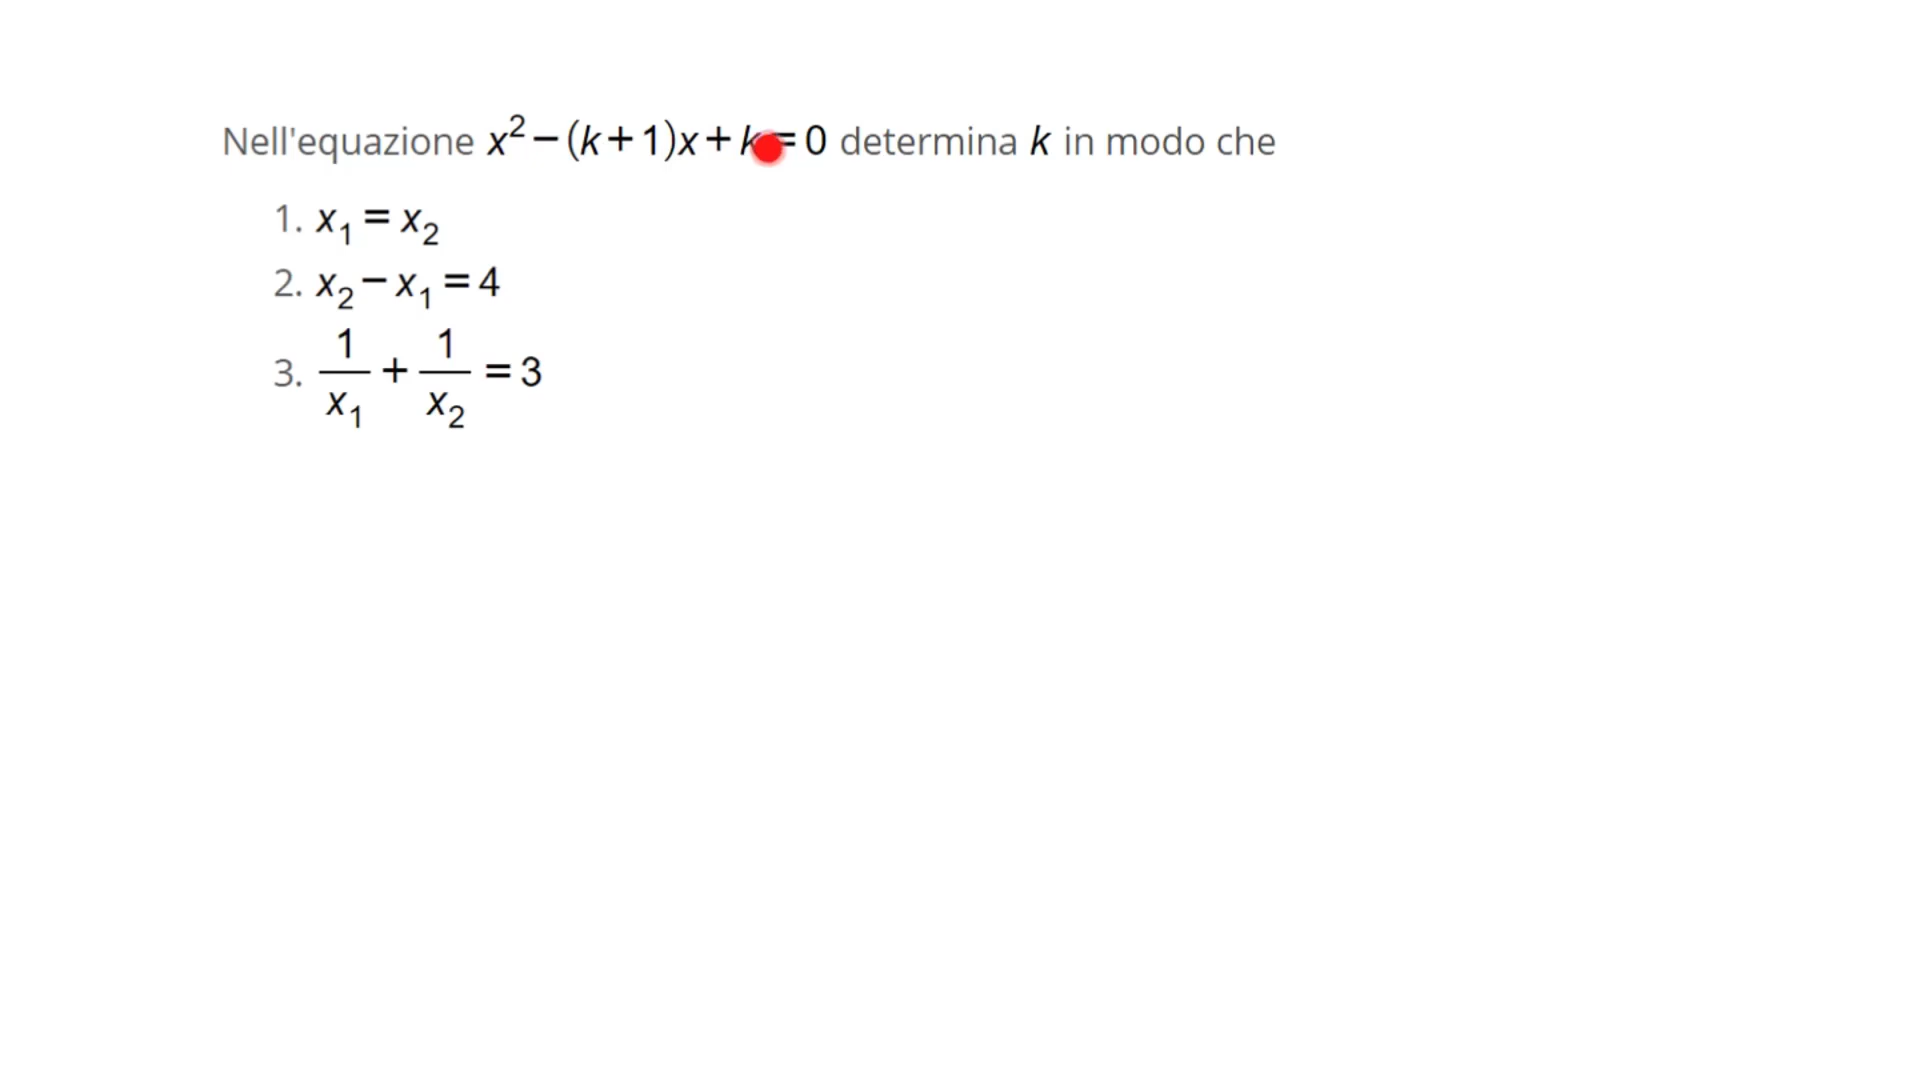 Nell'equazione x² − (k + 1)x + k = 0 determina k in modo che
1. x₁ = x₂
2. x₂ − x₁ = 4
3. 1/x₁ + 1/x₂ = 3